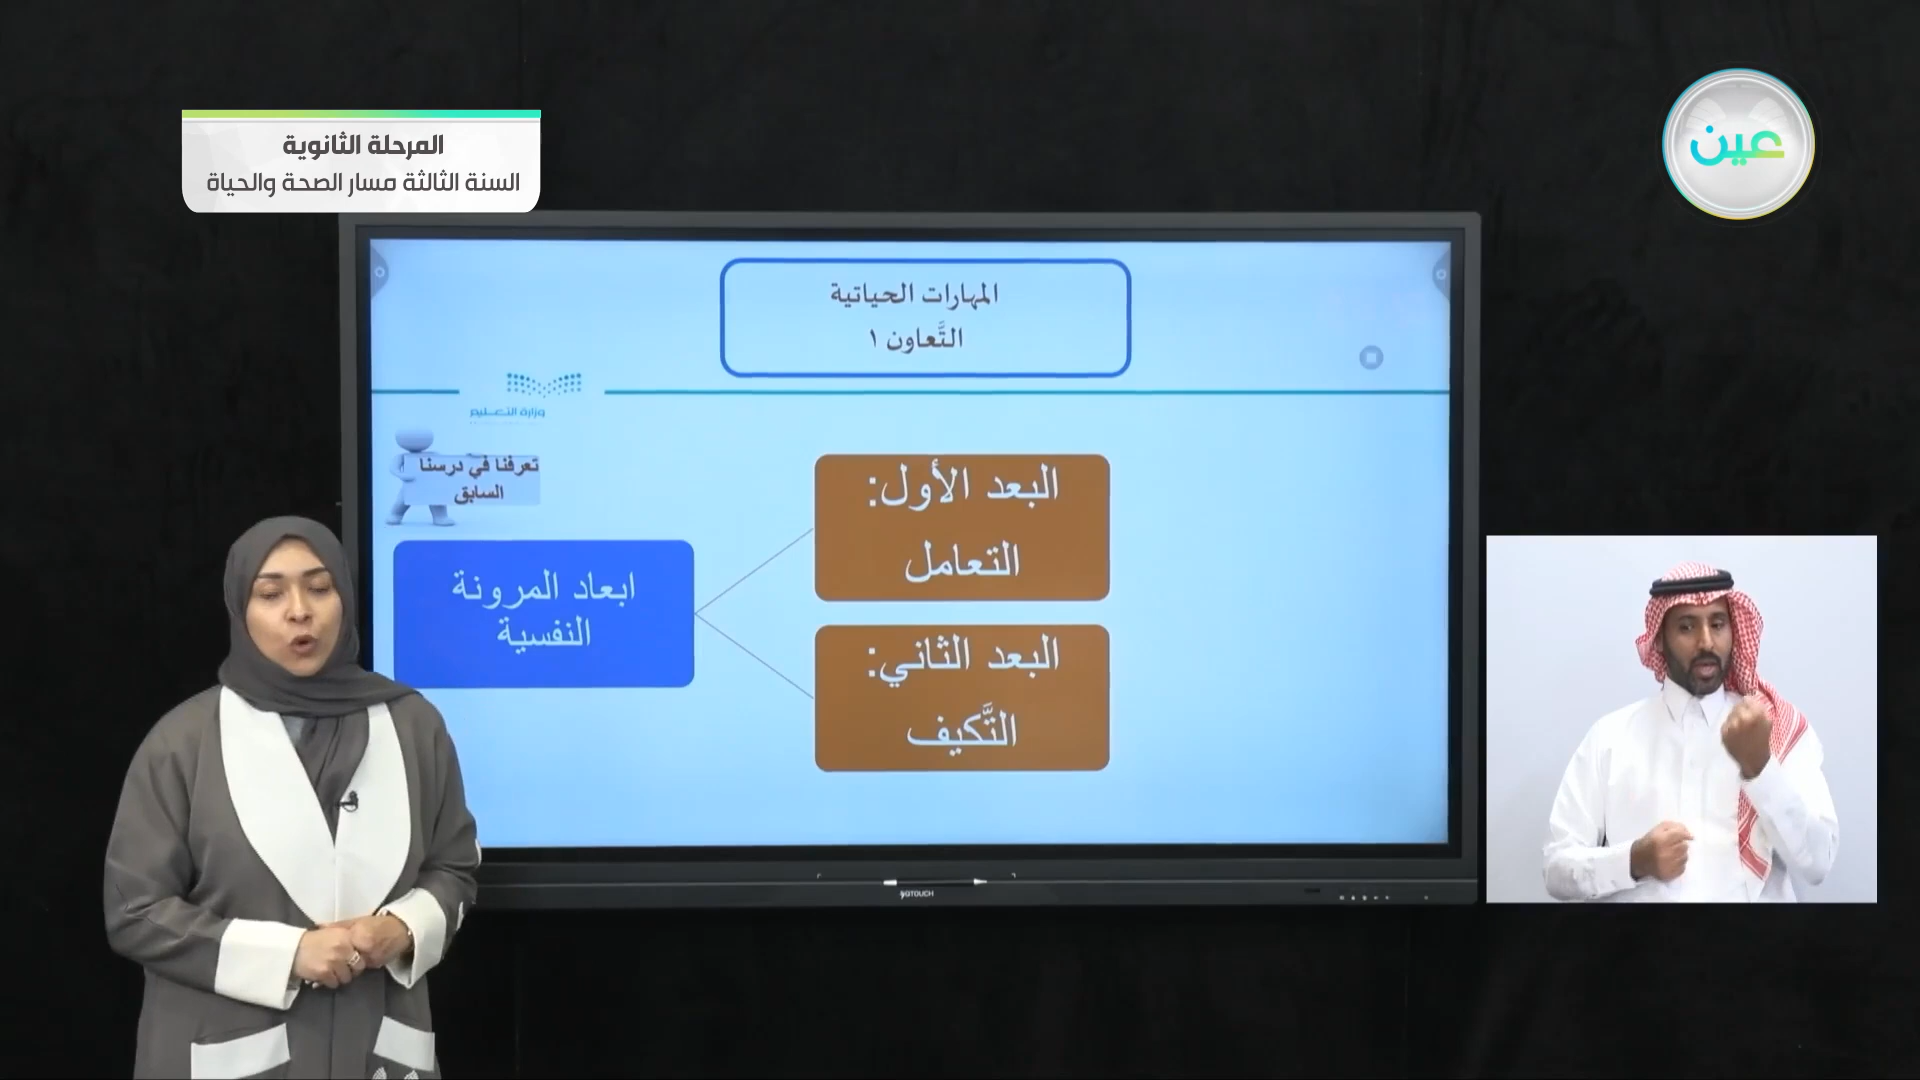 المرحلة الثانوية
السنة الثالثة مسار الصحة والحياة
عين
المهارات الحياتية
التَّعاون ١
وزارة التعليم
تعرفنا في درسنا
السابق
ابعاد المرونة
النفسية
البعد الأول:
التعامل
البعد الثاني:
التَّكيف